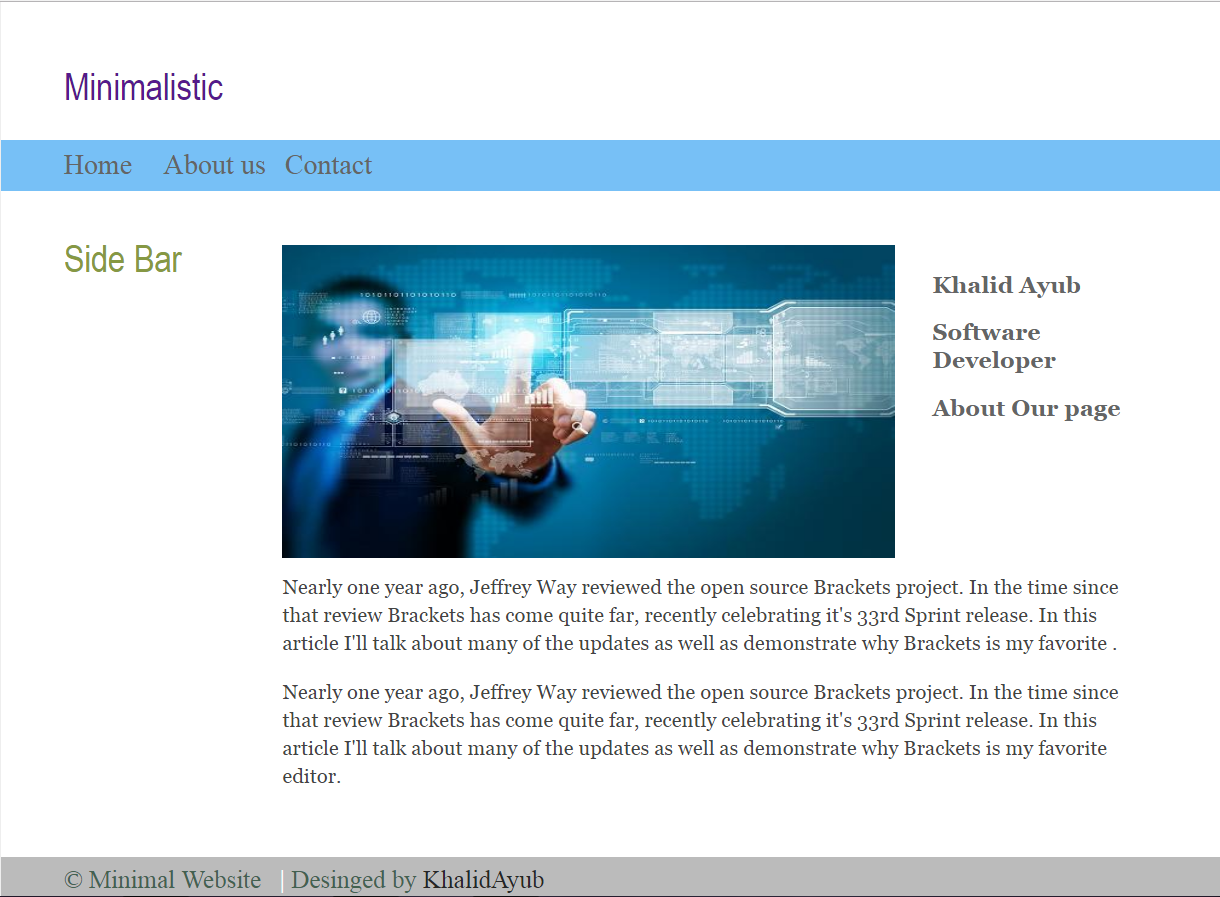 Minimalistic
Home About us Contact
Side Bar
Khalid Ayub
Software
Developer
About Our page
Nearly one year ago, Jeffrey Way reviewed the open source Brackets project. In the time since
that review Brackets has come quite far, recently celebrating it's 33rd Sprint release. In this
article I'll talk about many of the updates as well as demonstrate why Brackets is my favorite .
Nearly one year ago, Jeffrey Way reviewed the open source Brackets project. In the time since
that review Brackets has come quite far, recently celebrating it's 33rd Sprint release. In this
article I'll talk about many of the updates as well as demonstrate why Brackets is my favorite
editor.
© Minimal Website | Desinged by KhalidAyub